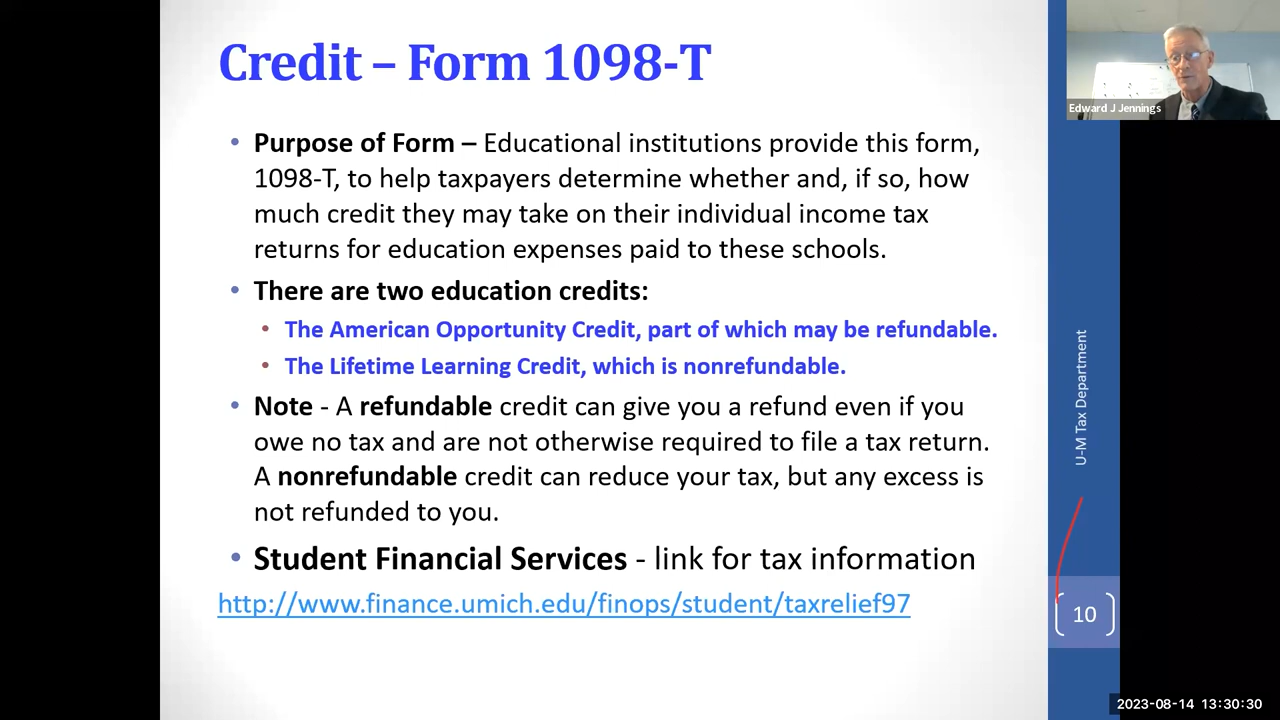 Credit – Form 1098-T
Edward J Jennings
• Purpose of Form – Educational institutions provide this form,
1098-T, to help taxpayers determine whether and, if so, how
much credit they may take on their individual income tax
returns for education expenses paid to these schools.
• There are two education credits:
• The American Opportunity Credit, part of which may be refundable.
• The Lifetime Learning Credit, which is nonrefundable.
• Note - A refundable credit can give you a refund even if you
owe no tax and are not otherwise required to file a tax return.
A nonrefundable credit can reduce your tax, but any excess is
not refunded to you.
• Student Financial Services - link for tax information
http://www.finance.umich.edu/finops/student/taxrelief97
U-M Tax Department
10
2023-08-14 13:30:30